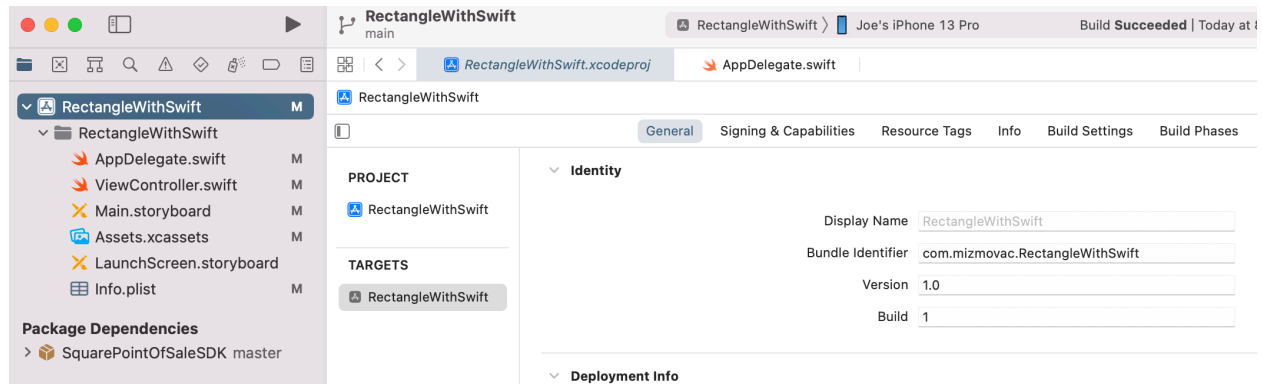 RectangleWithSwift
main
RectangleWithSwift
Joe's iPhone 13 Pro
Build Succeeded | Today at
RectangleWithSwift.xcodeproj
AppDelegate.swift
RectangleWithSwift M
RectangleWithSwift
AppDelegate.swift M
ViewController.swift M
Main.storyboard M
Assets.xcassets M
LaunchScreen.storyboard
Info.plist M
Package Dependencies
SquarePointOfSaleSDK master
RectangleWithSwift
General Signing & Capabilities Resource Tags Info Build Settings Build Phases
PROJECT
RectangleWithSwift
TARGETS
RectangleWithSwift
Identity
Display Name RectangleWithSwift
Bundle Identifier com.mizmovac.RectangleWithSwift
Version 1.0
Build 1
Deployment Info